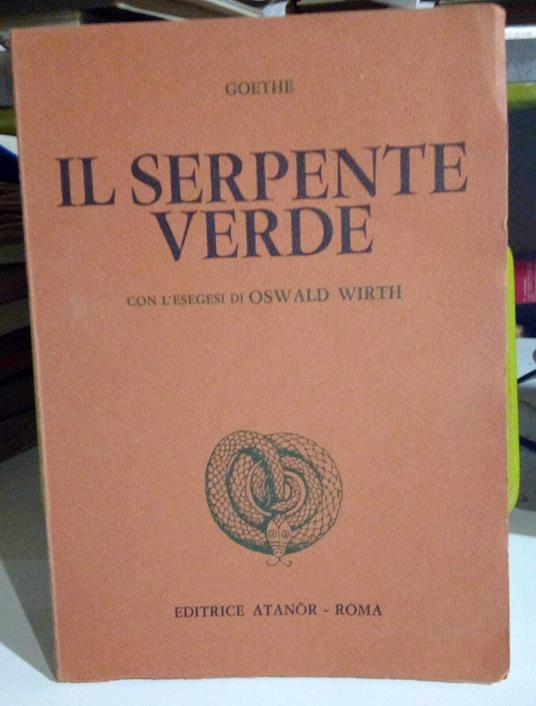 GOETHE
IL SERPENTE
VERDE
CON L'ESEGESI DI OSWALD WIRTH
EDITRICE ATANÒR - ROMA